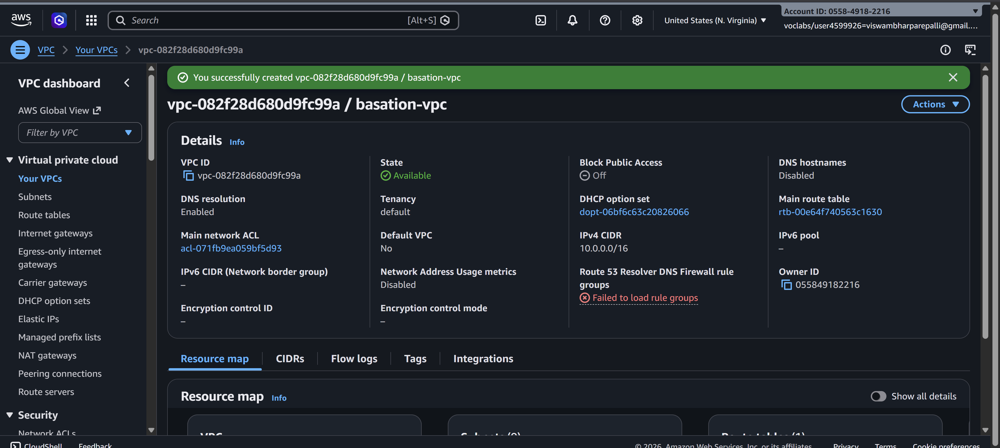 aws
Search
[Alt+S]
United States (N. Virginia)
Account ID: 0558-4918-2216
voclabs/user4599926=viswambharparepalli@gmail....
VPC
Your VPCs
vpc-082f28d680d9fc99a
VPC dashboard
AWS Global View
Filter by VPC
Virtual private cloud
Your VPCs
Subnets
Route tables
Internet gateways
Egress-only internet
gateways
Carrier gateways
DHCP option sets
Elastic IPs
Managed prefix lists
NAT gateways
Peering connections
Route servers
Security
Network ACLs
You successfully created vpc-082f28d680d9fc99a / basation-vpc
vpc-082f28d680d9fc99a / basation-vpc
Actions
Details Info
VPC ID
vpc-082f28d680d9fc99a
State
Available
Block Public Access
Off
DNS hostnames
Disabled
DNS resolution
Enabled
Tenancy
default
DHCP option set
dopt-06bf6c63c20826066
Main route table
rtb-00e64f740563c1630
Main network ACL
acl-071fb9ea059bf5d93
Default VPC
No
IPv4 CIDR
10.0.0.0/16
IPv6 pool
–
IPv6 CIDR (Network border group)
–
Network Address Usage metrics
Disabled
Route 53 Resolver DNS Firewall rule
groups
Failed to load rule groups
Owner ID
055849182216
Encryption control ID
–
Encryption control mode
–
Resource map
CIDRs
Flow logs
Tags
Integrations
Resource map Info
Show all details
VPC
Subnets (0)
Route tables (1)
CloudShell
Feedback
© 2026, Amazon Web Services, Inc. or its affiliates.
Privacy
Terms
Cookie preferences